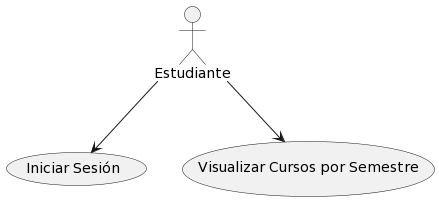 Estudiante
Iniciar Sesión
Visualizar Cursos por Semestre